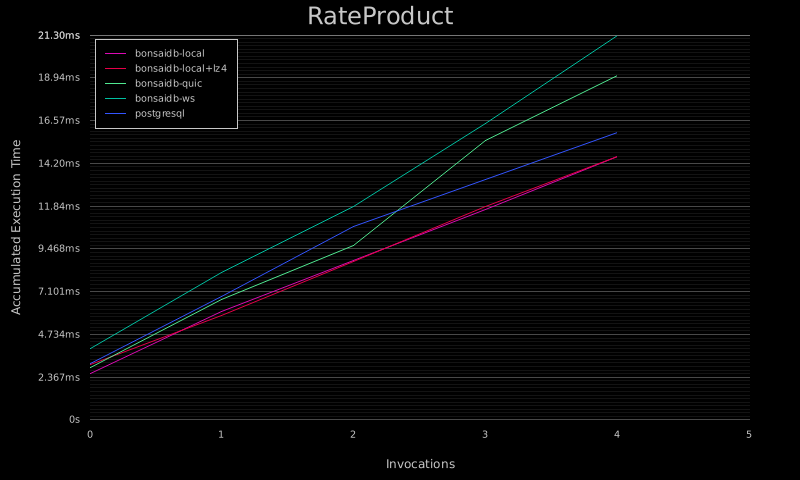 RateProduct
21.30ms
18.94ms
16.57ms
14.20ms
11.84ms
9.468ms
7.101ms
4.734ms
2.367ms
0s
Accumulated Execution Time
bonsaidb-local
bonsaidb-local+lz4
bonsaidb-quic
bonsaidb-ws
postgresql
0 1 2 3 4 5
Invocations